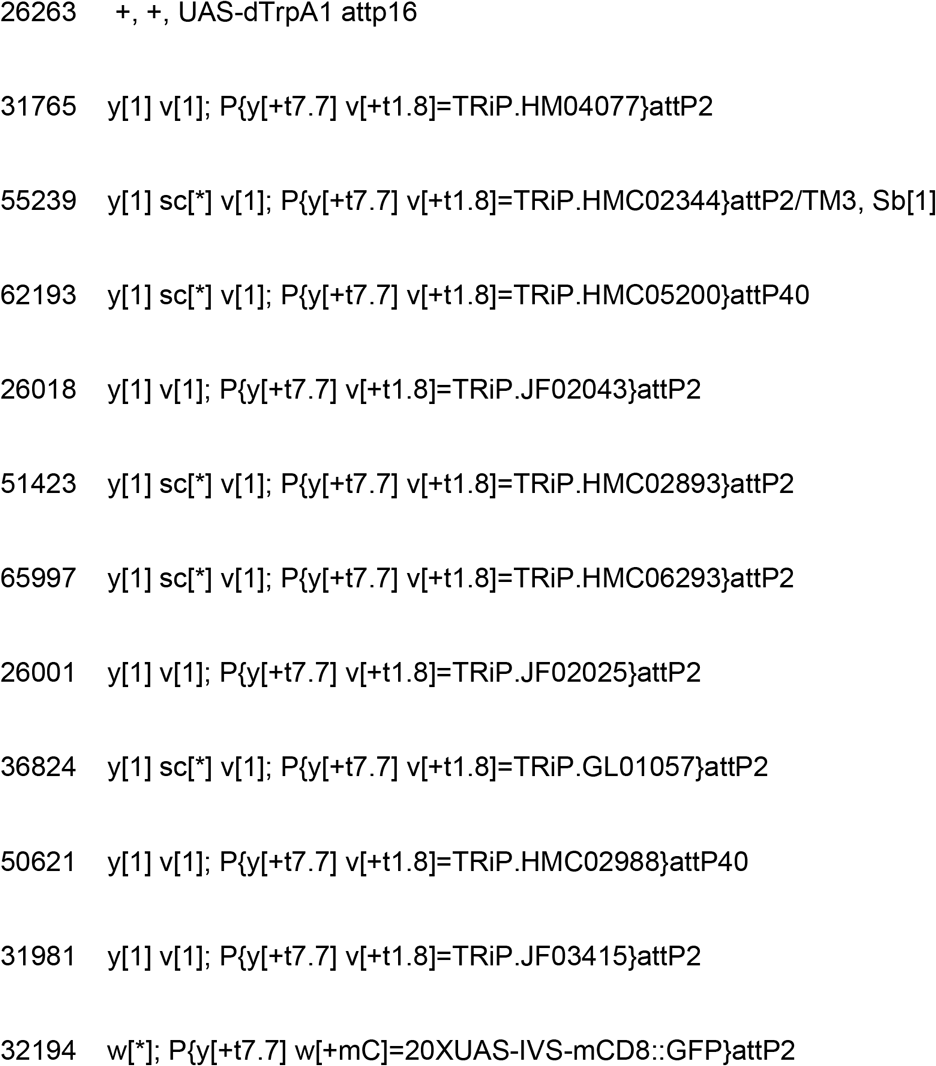 26263 +, +, UAS-dTrpA1 attp16
31765 y[1] v[1]; P{y[+t7.7] v[+t1.8]=TRiP.HM04077}attP2
55239 y[1] sc[*] v[1]; P{y[+t7.7] v[+t1.8]=TRiP.HMC02344}attP2/TM3, Sb[1]
62193 y[1] sc[*] v[1]; P{y[+t7.7] v[+t1.8]=TRiP.HMC05200}attP40
26018 y[1] v[1]; P{y[+t7.7] v[+t1.8]=TRiP.JF02043}attP2
51423 y[1] sc[*] v[1]; P{y[+t7.7] v[+t1.8]=TRiP.HMC02893}attP2
65997 y[1] sc[*] v[1]; P{y[+t7.7] v[+t1.8]=TRiP.HMC06293}attP2
26001 y[1] v[1]; P{y[+t7.7] v[+t1.8]=TRiP.JF02025}attP2
36824 y[1] sc[*] v[1]; P{y[+t7.7] v[+t1.8]=TRiP.GL01057}attP2
50621 y[1] v[1]; P{y[+t7.7] v[+t1.8]=TRiP.HMC02988}attP40
31981 y[1] v[1]; P{y[+t7.7] v[+t1.8]=TRiP.JF03415}attP2
32194 w[*]; P{y[+t7.7] w[+mC]=20XUAS-IVS-mCD8::GFP}attP2